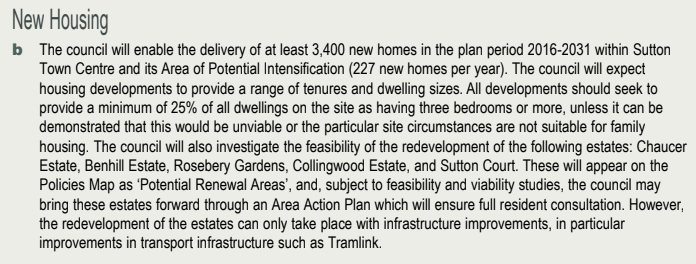 New Housing
b The council will enable the delivery of at least 3,400 new homes in the plan period 2016-2031 within Sutton
Town Centre and its Area of Potential Intensification (227 new homes per year). The council will expect
housing developments to provide a range of tenures and dwelling sizes. All developments should seek to
provide a minimum of 25% of all dwellings on the site as having three bedrooms or more, unless it can be
demonstrated that this would be unviable or the particular site circumstances are not suitable for family
housing. The council will also investigate the feasibility of the redevelopment of the following estates: Chaucer
Estate, Benhill Estate, Rosebery Gardens, Collingwood Estate, and Sutton Court. These will appear on the
Policies Map as ‘Potential Renewal Areas’, and, subject to feasibility and viability studies, the council may
bring these estates forward through an Area Action Plan which will ensure full resident consultation. However,
the redevelopment of the estates can only take place with infrastructure improvements, in particular
improvements in transport infrastructure such as Tramlink.